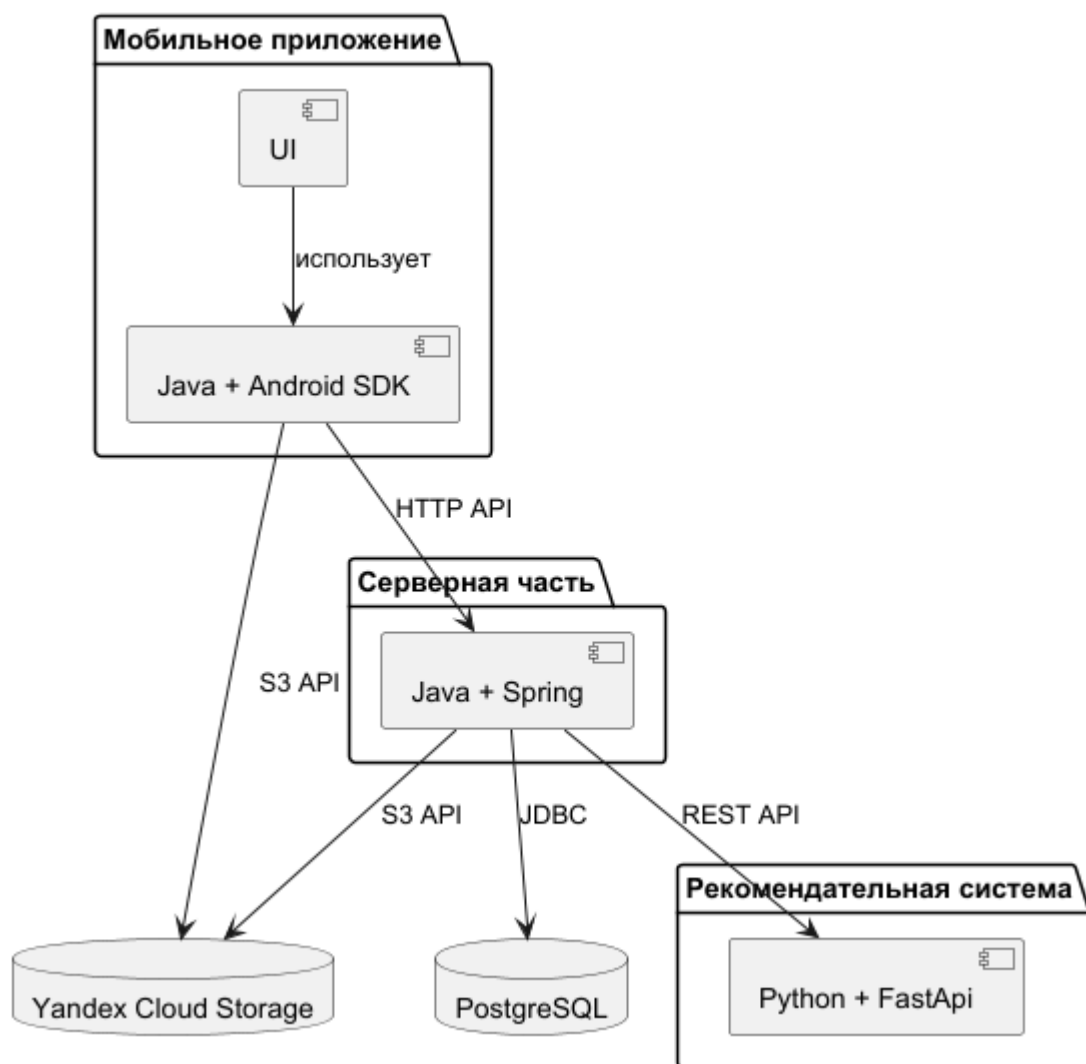 Мобильное приложение
UI
использует
Java + Android SDK
HTTP API
Серверная часть
S3 API
Java + Spring
S3 API
JDBC
REST API
Рекомендательная система
Yandex Cloud Storage
PostgreSQL
Python + FastApi